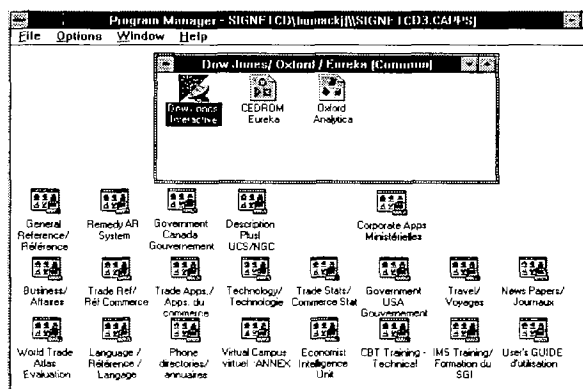 Program Manager - SIGNETCD\
File Options Window Help
Dow Jones/ Oxford / Eureka (Common)
Dow Jones
Interactive
CEDROM
Eureka
Oxford
Analytica
General
Reference/
Référence
Remedy AR
System
Government
Canada
Gouvernement
Description
Plus!
UCS/NGC
Corporate Apps
Ministérielles
Business/
Affaires
Trade Ref/
Réf Commerce
Trade Apps./
Apps. du
commerce
Technology/
Technologie
Trade Stats/
Commerce Stat
Government
USA
Gouvernement
Travel/
Voyages
News Papers/
Journaux
World Trade
Atlas
Evaluation
Language /
Référence /
Langage
Phone
directories/
annuaires
Virtual Campus
virtuel :ANNEX
Economist
Intelligence
Unit
CBT Training -
Technical
IMS Training/
Formation du
SGI
User's GUIDE
d'utilisation